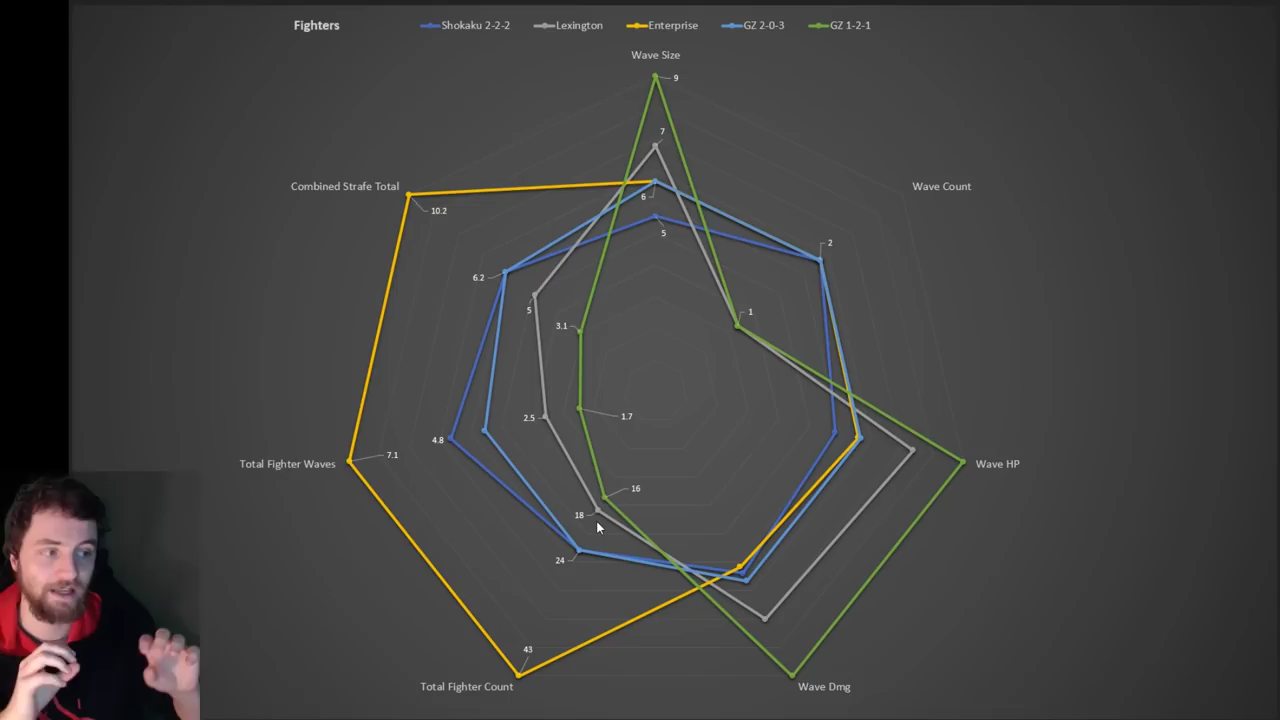 Fighters
Shokaku 2-2-2 Lexington Enterprise GZ 2-0-3 GZ 1-2-1
Wave Size
9
7
Combined Strafe Total
Wave Count
6
10.2
5
2
6.2
5
1
3.1
2.5
1.7
4.8
7.1
Total Fighter Waves
Wave HP
16
18
24
43
Total Fighter Count
Wave Dmg